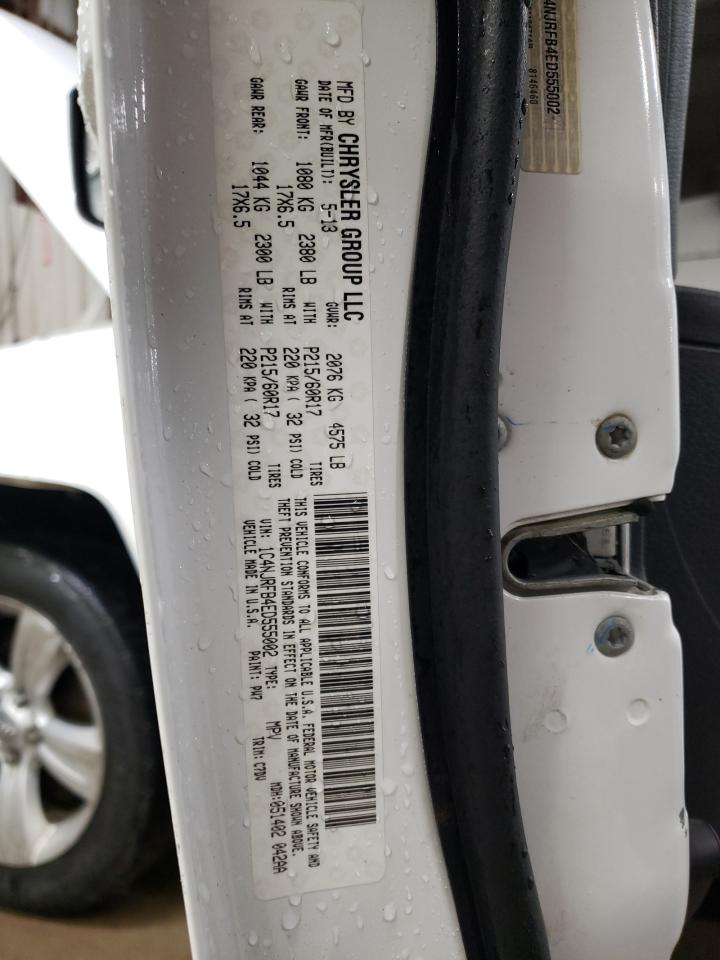 MFD BY CHRYSLER GROUP LLC
DATE OF MFR(BUILT): 5-13 GVWR: 2076 KG 4575 LB
GAWR FRONT: 1080 KG 2380 LB WITH P215/60R17 TIRES
17X6.5 RIMS AT 220 KPA ( 32 PSI) COLD
GAWR REAR: 1044 KG 2300 LB WITH P215/60R17 TIRES
17X6.5 RIMS AT 220 KPA ( 32 PSI) COLD
THIS VEHICLE CONFORMS TO ALL APPLICABLE U.S.A. FEDERAL MOTOR VEHICLE SAFETY AND
THEFT PREVENTION STANDARDS IN EFFECT ON THE DATE OF MANUFACTURE SHOWN ABOVE.
VIN: 1C4NJRFB4ED555002 TYPE: MPV MDH:051402 042AA
VEHICLE MADE IN U.S.A. PAINT: PW7 TRIM: C7DV
4NJRFB4ED555002
8146460